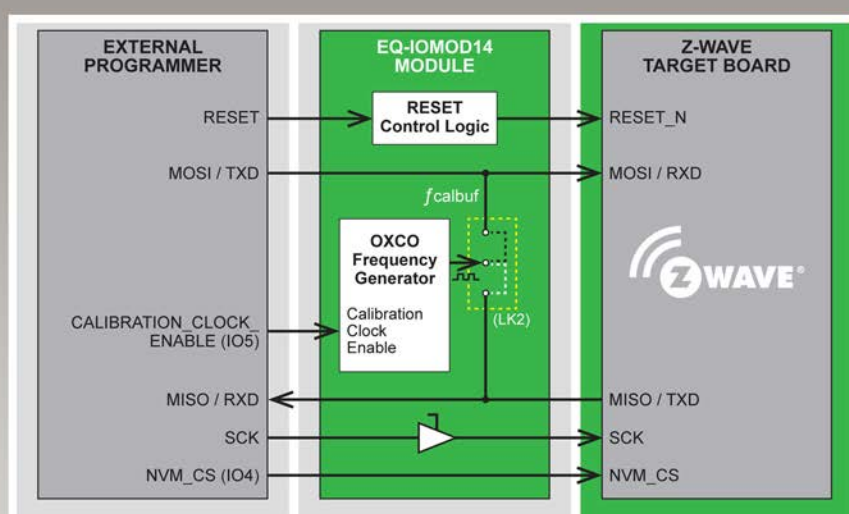 EXTERNAL
PROGRAMMER
RESET
MOSI / TXD
CALIBRATION_CLOCK_
ENABLE (IO5)
MISO / RXD
SCK
NVM_CS (IO4)
EQ-IOMOD14
MODULE
RESET
Control Logic
ƒcalbuf
OXCO
Frequency
Generator
Calibration
Clock
Enable
(LK2)
Z-WAVE
TARGET BOARD
RESET_N
MOSI / RXD
Z WAVE®
MISO / TXD
SCK
NVM_CS